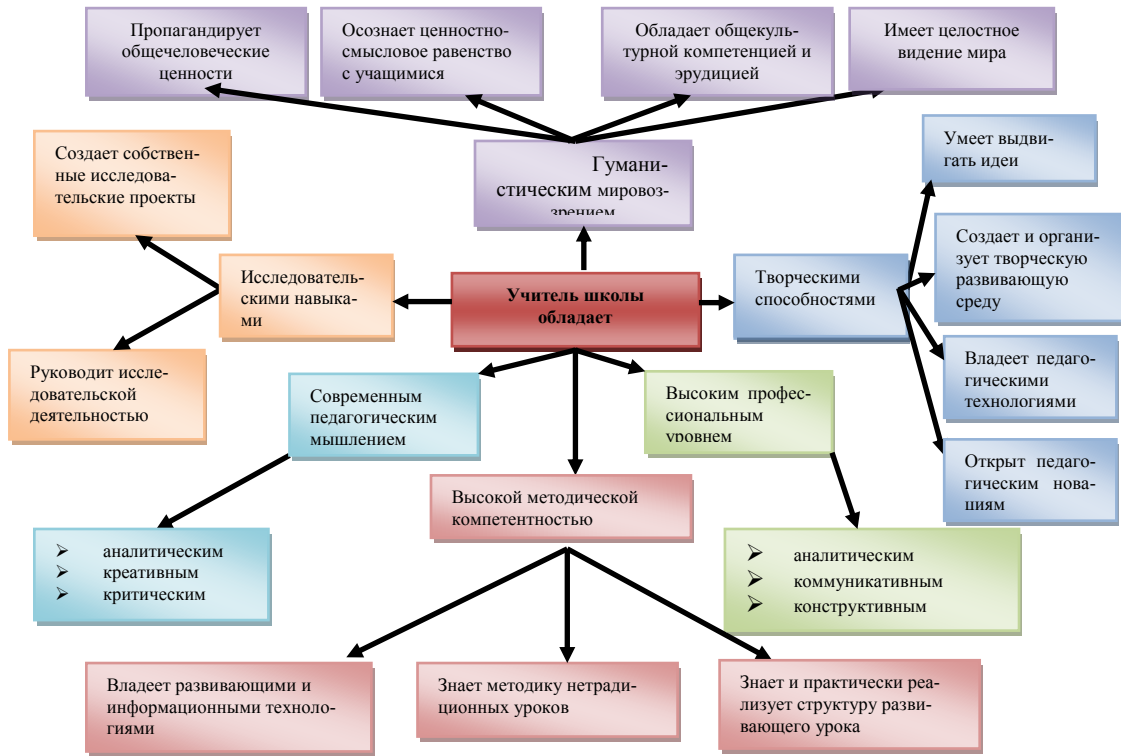 Пропагандирует
общечеловеческие
ценности
Осознает ценностно-
смысловое равенство
с учащимися
Обладает общекуль-
турной компетенцией и
эрудицией
Имеет целостное
видение мира
Создает собствен-
ные исследова-
тельские проекты
Гумани-
стическим мировоз-
зрением
Умеет выдви-
гать идеи
Исследователь-
скими навыка-
ми
Учитель школы
обладает
Творческими
способностями
Создает и органи-
зует творческую
развивающую
среду
Руководит иссле-
довательской
деятельностью
Современным
педагогическим
мышлением
Высоким профес-
сиональным
уровнем
Владеет педаго-
гическими
технологиями
Высокой методической
компетентностью
Открыт педаго-
гическим нова-
циям
➢ аналитическим
➢ креативным
➢ критическим
➢ аналитическим
➢ коммуникативным
➢ конструктивным
Владеет развивающими и
информационными техноло-
гиями
Знает методику нетради-
ционных уроков
Знает и практически реа-
лизует структуру разви-
вающего урока